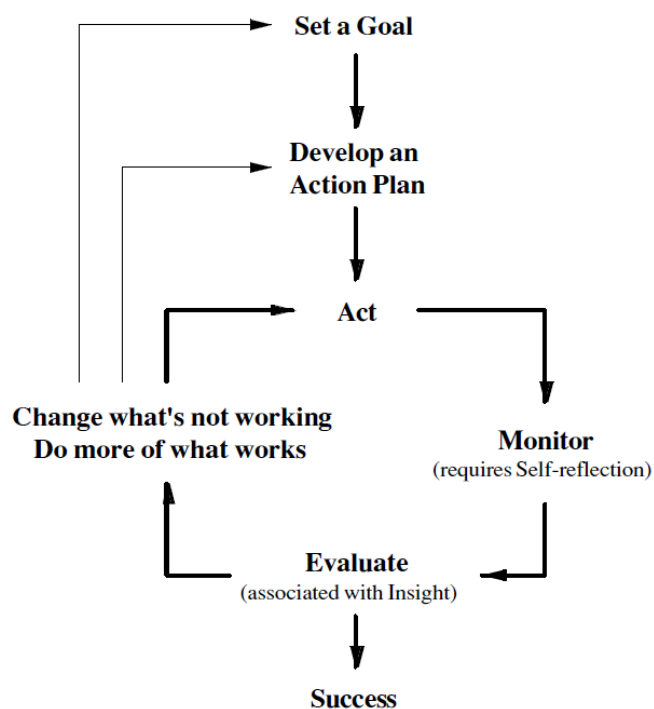 Set a Goal
Develop an
Action Plan
Act
Change what's not working
Do more of what works
Monitor
(requires Self-reflection)
Evaluate
(associated with Insight)
Success